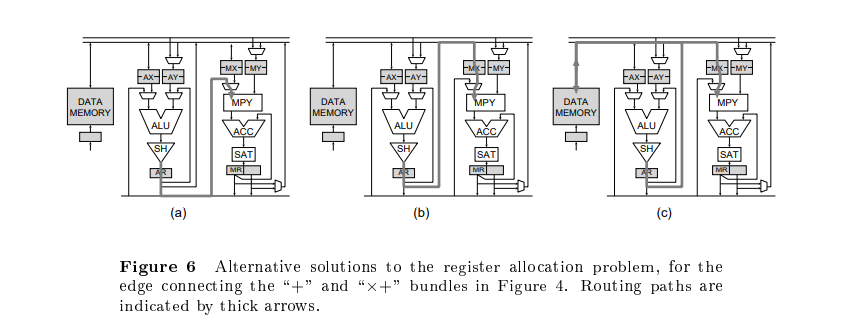 AX AY MX MY
DATA MEMORY
MPY
ALU
ACC
SH
SAT
AR
MR
(a)
AX AY MX MY
DATA MEMORY
MPY
ALU
ACC
SH
SAT
AR
MR
(b)
AX AY MX MY
DATA MEMORY
MPY
ALU
ACC
SH
SAT
AR
MR
(c)
Figure 6 Alternative solutions to the register allocation problem, for the
edge connecting the “+” and “×+” bundles in Figure 4. Routing paths are
indicated by thick arrows.